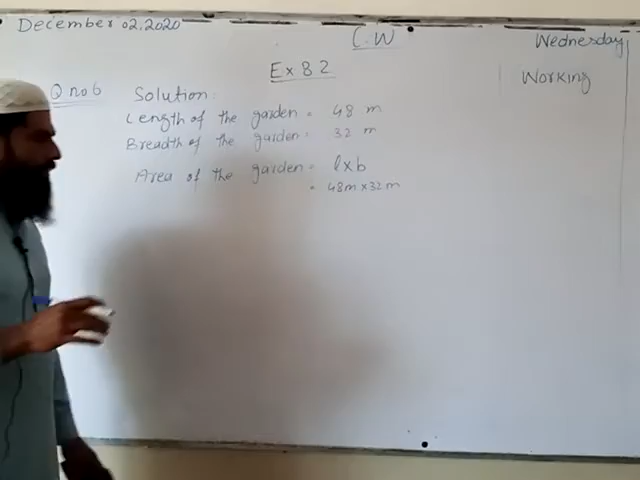 December 02, 2020
C.W
Wednesday
Ex 8.2
Working
Q no 6
Solution:
Length of the garden = 48 m
Breadth of the garden = 32 m
Area of the garden = l x b
= 48m x 32 m